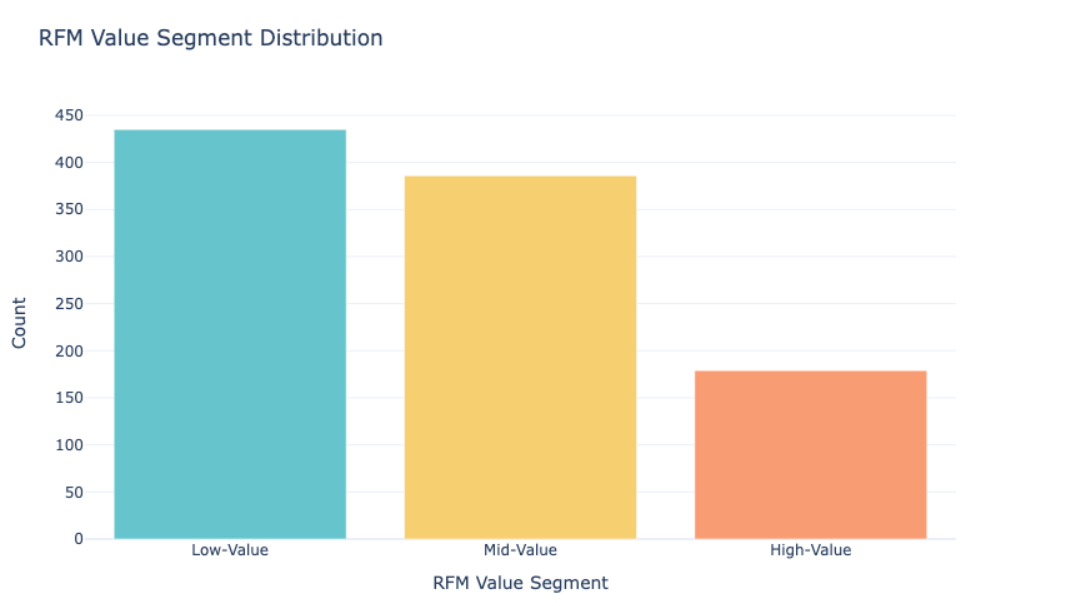 RFM Value Segment Distribution
450
400
350
300
250
200
150
100
50
0
Count
Low-Value Mid-Value High-Value
RFM Value Segment